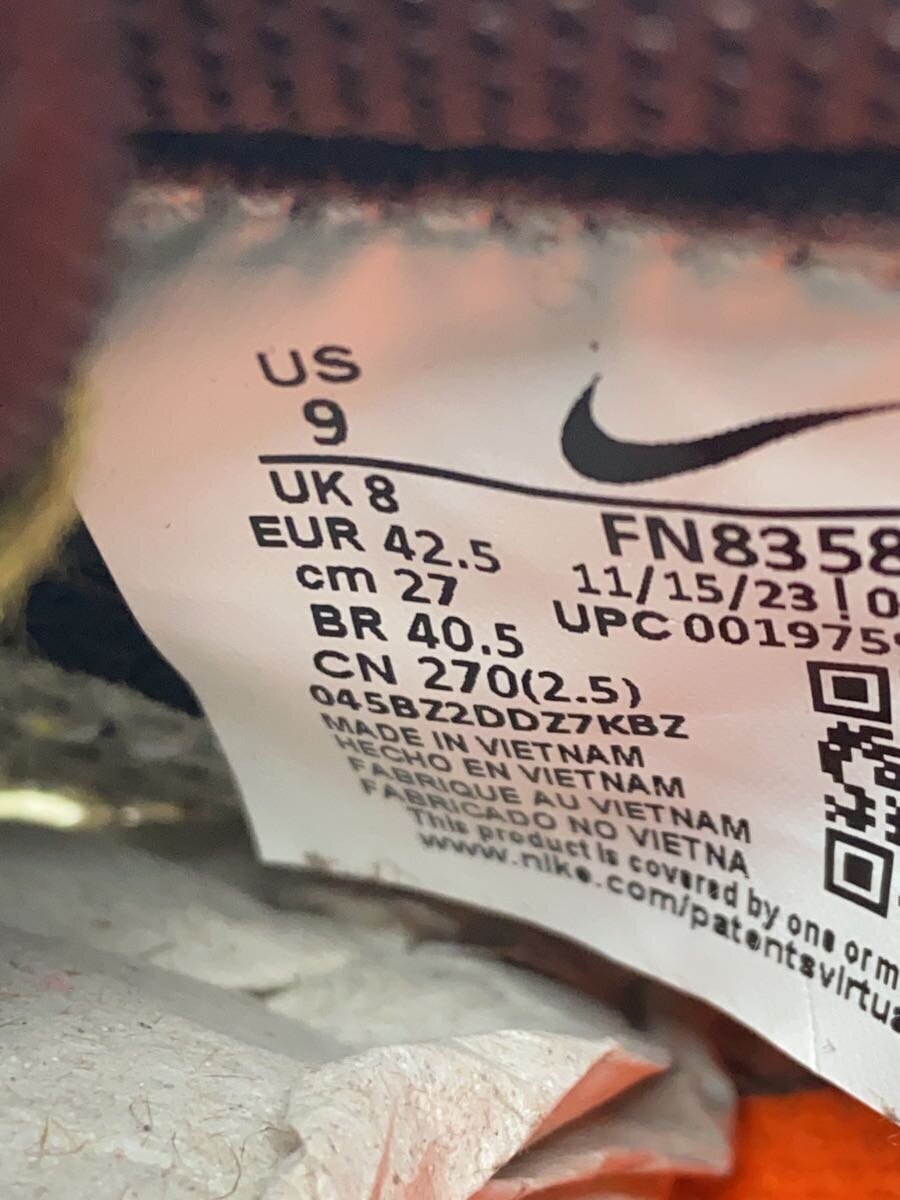 US
9
UK 8
EUR 42.5
cm 27
BR 40.5
CN 270(2.5)
045BZ2DDZ7KBZ
MADE IN VIETNAM
HECHO EN VIETNAM
FABRIQUE AU VIETNAM
FABRICADO NO VIETNA
This product is covered by one or m
www.nike.com/patentsvirtua
FN8358
11/15/23 | 0
UPC 0019759